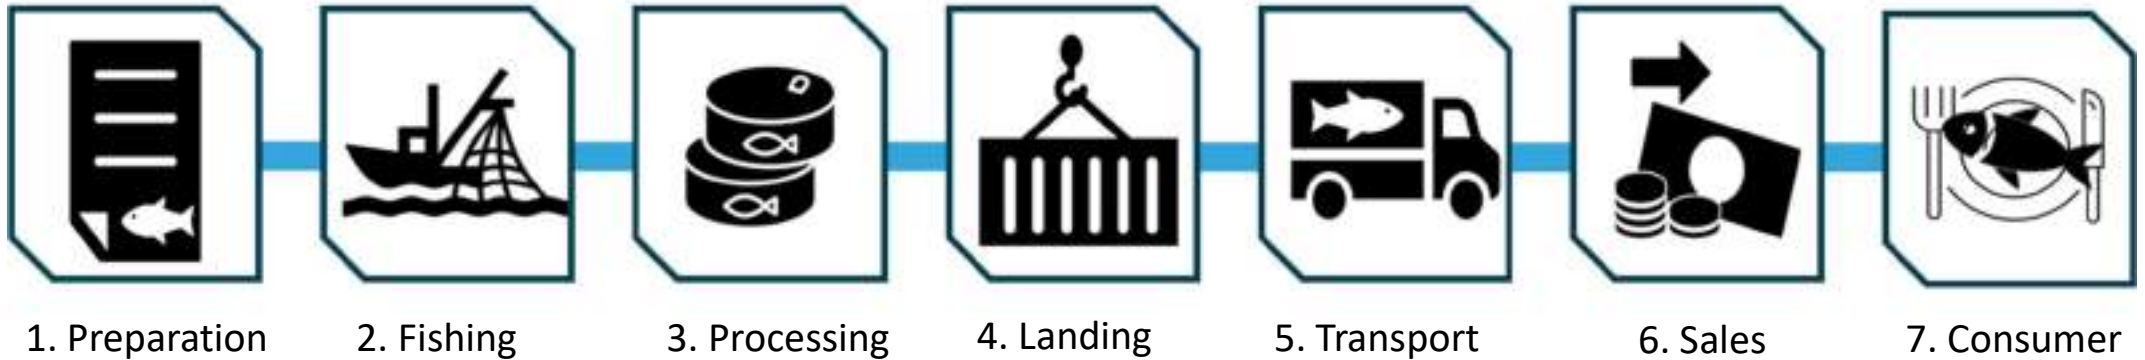 1. Preparation
2. Fishing
3. Processing
4. Landing
5. Transport
6. Sales
7. Consumer